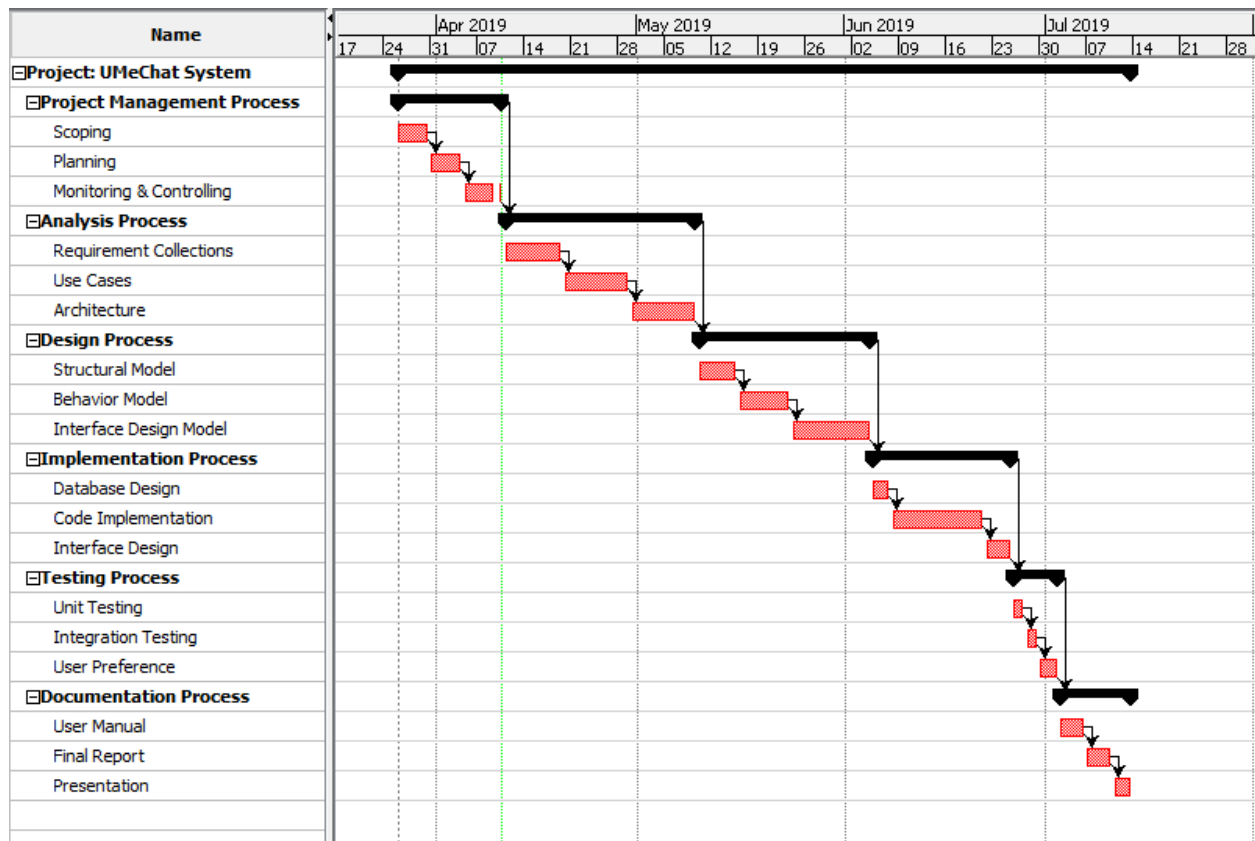 Name
Apr 2019 May 2019 Jun 2019 Jul 2019
17 24 31 07 14 21 28 05 12 19 26 02 09 16 23 30 07 14 21 28
Project: UMeChat System
Project Management Process
Scoping
Planning
Monitoring & Controlling
Analysis Process
Requirement Collections
Use Cases
Architecture
Design Process
Structural Model
Behavior Model
Interface Design Model
Implementation Process
Database Design
Code Implementation
Interface Design
Testing Process
Unit Testing
Integration Testing
User Preference
Documentation Process
User Manual
Final Report
Presentation